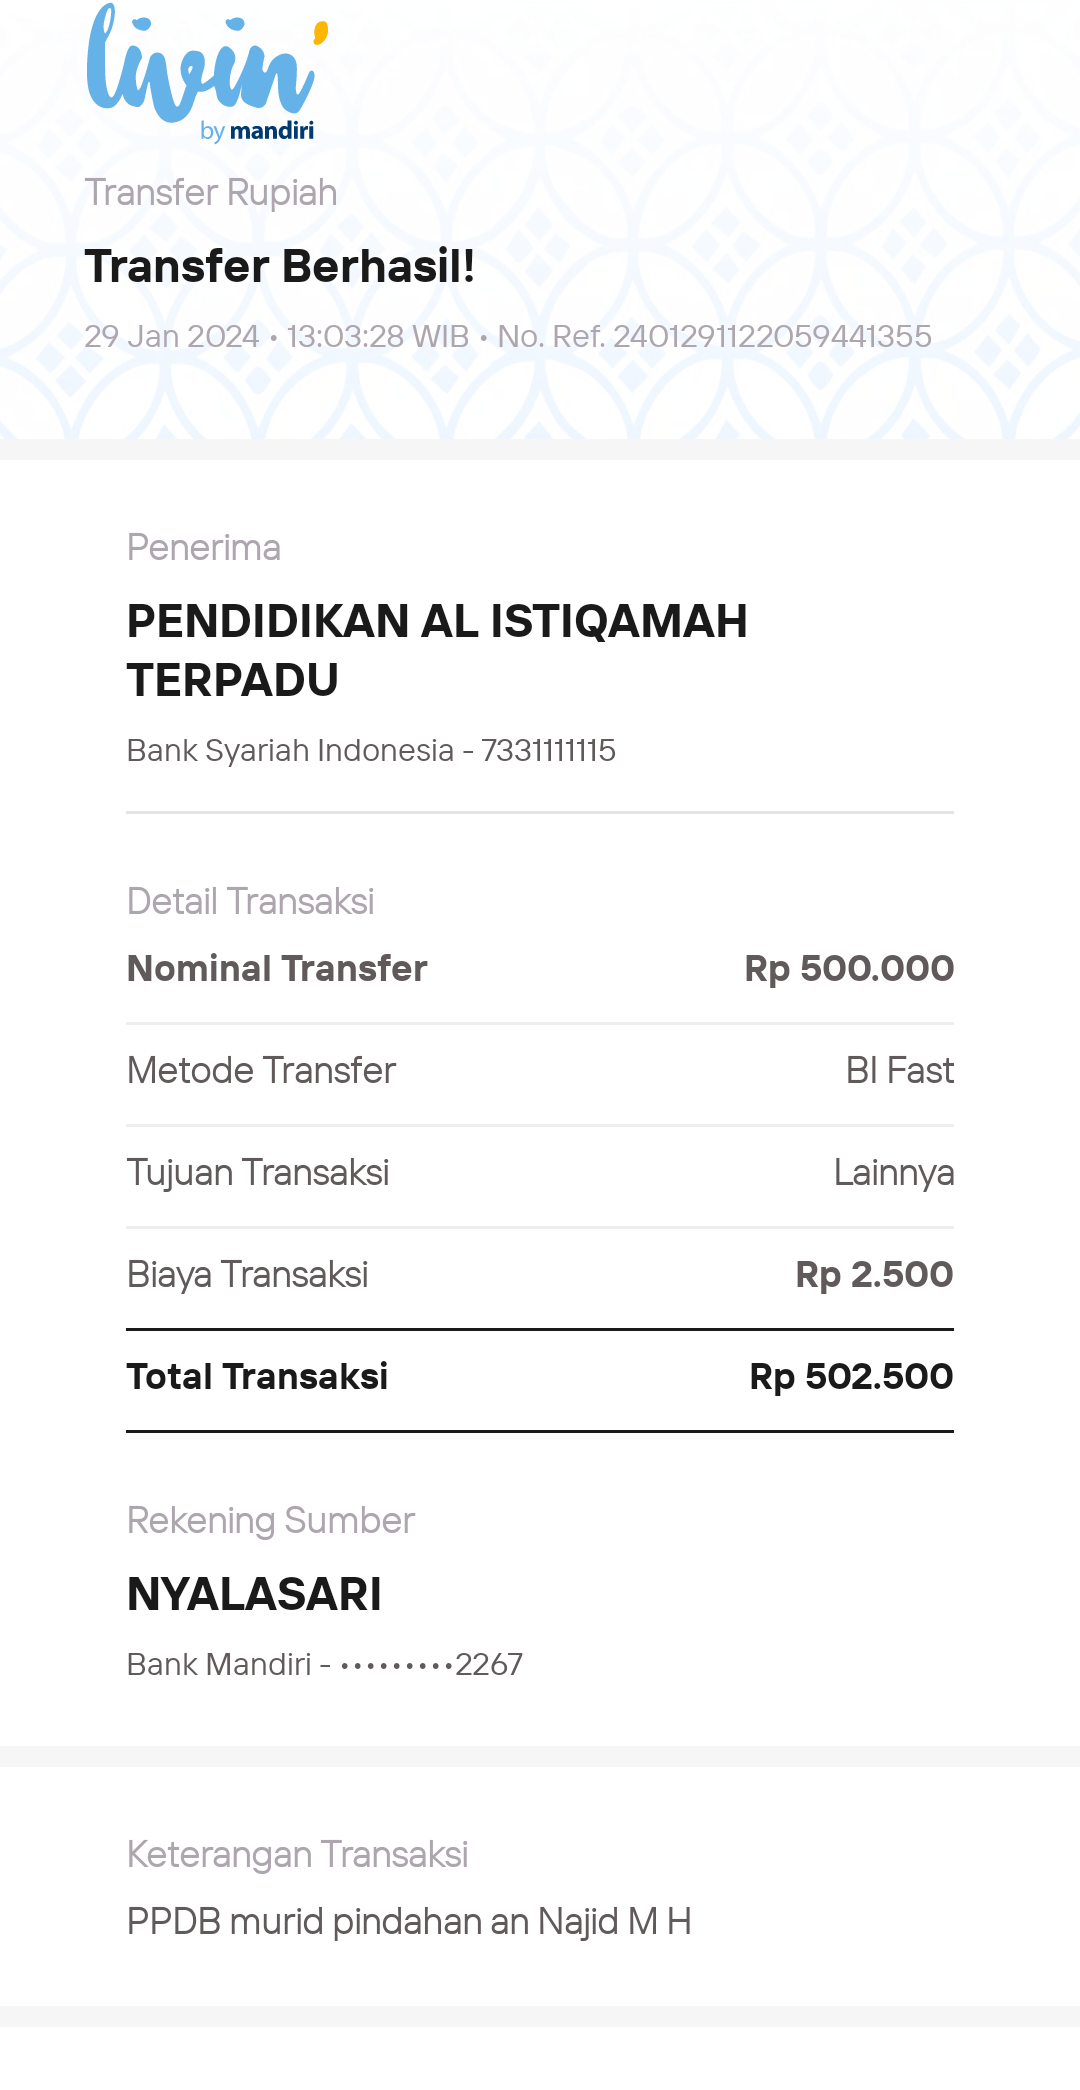 livin'
by mandiri
Transfer Rupiah
Transfer Berhasil!
29 Jan 2024 • 13:03:28 WIB • No. Ref. 2401291122059441355
Penerima
PENDIDIKAN AL ISTIQAMAH
TERPADU
Bank Syariah Indonesia - 7331111115
Detail Transaksi
Nominal Transfer Rp 500.000
Metode Transfer BI Fast
Tujuan Transaksi Lainnya
Biaya Transaksi Rp 2.500
Total Transaksi Rp 502.500
Rekening Sumber
NYALASARI
Bank Mandiri - •••••••••2267
Keterangan Transaksi
PPDB murid pindahan an Najid M H